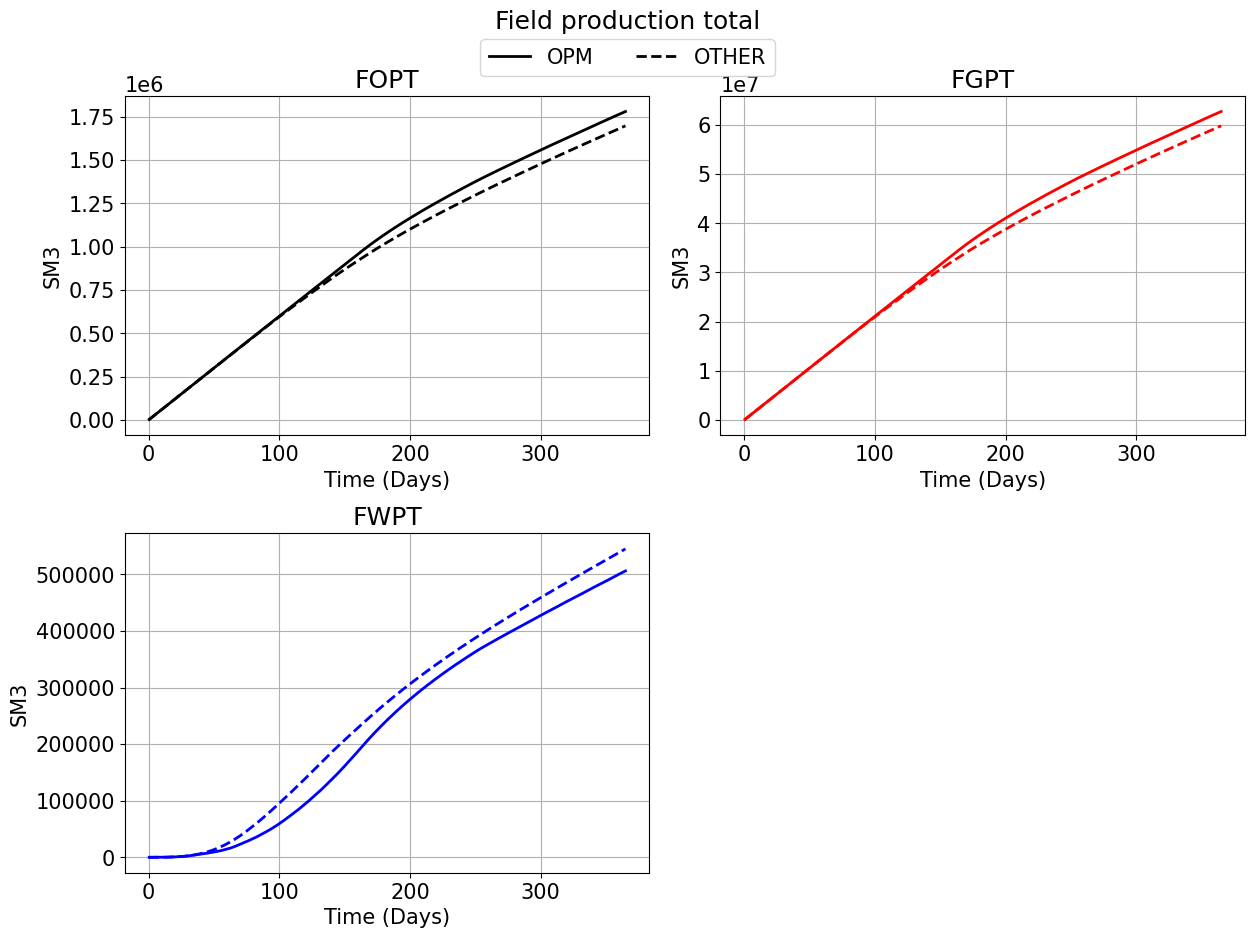 Field production total
OPM OTHER
FOPT
1e6
1.75
1.50
1.25
1.00
0.75
0.50
0.25
0.00
SM3
0 100 200 300
Time (Days)
FGPT
1e7
6
5
4
3
2
1
0
SM3
0 100 200 300
Time (Days)
FWPT
500000
400000
300000
200000
100000
0
SM3
0 100 200 300
Time (Days)